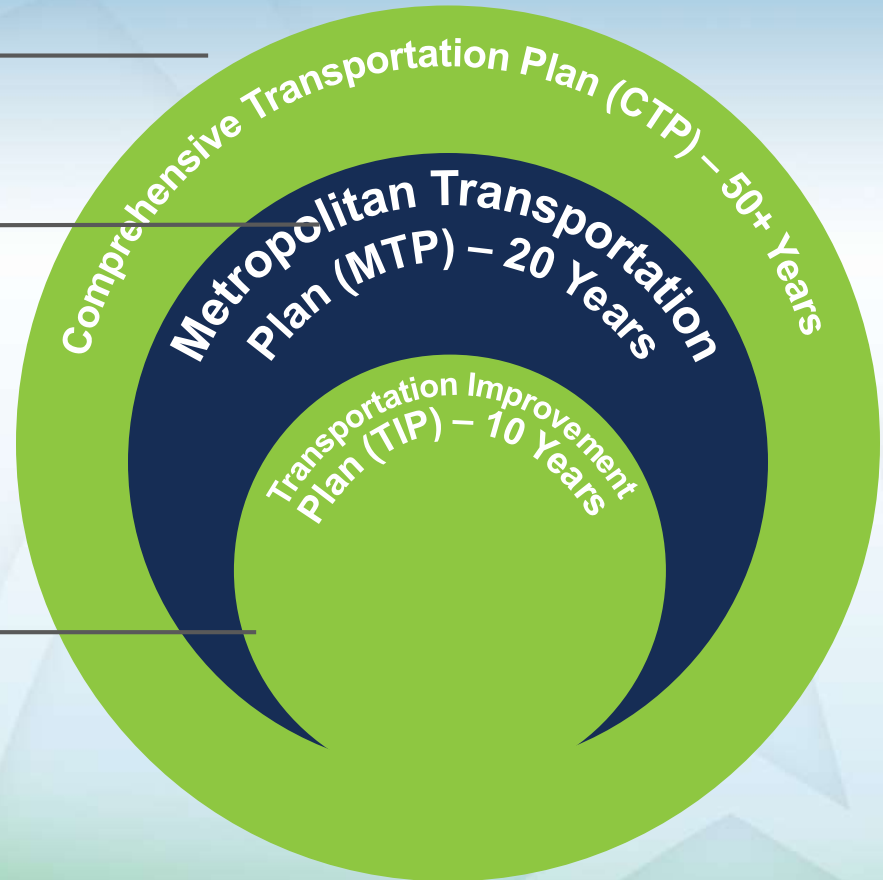 Comprehensive Transportation Plan (CTP) – 50+ Years
Metropolitan Transportation
Plan (MTP) – 20 Years
Transportation Improvement
Plan (TIP) – 10 Years